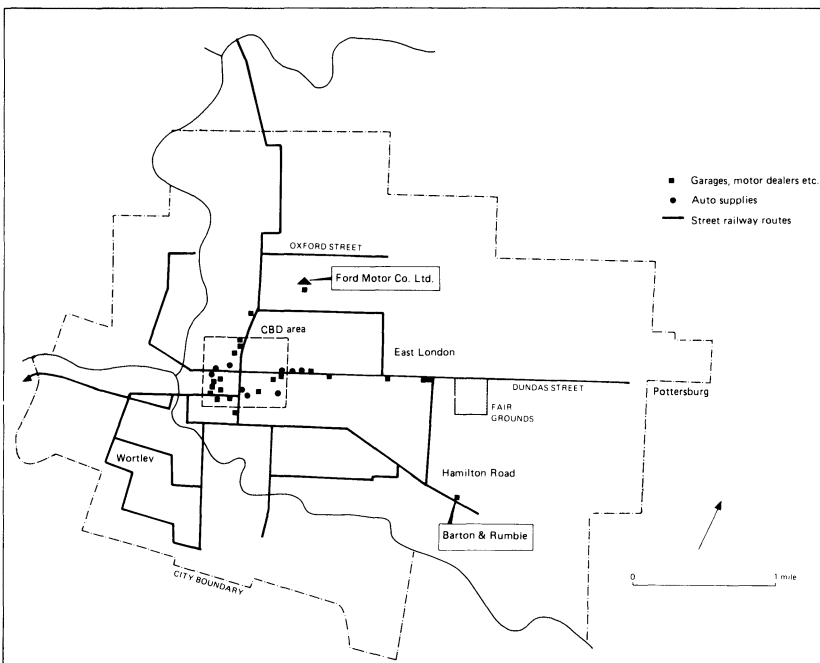 Garages, motor dealers etc.
Auto supplies
Street railway routes
OXFORD STREET
Ford Motor Co. Ltd.
CBD area
East London
DUNDAS STREET
Pottersburg
FAIR
GROUNDS
Wortley
Hamilton Road
Barton & Rumble
CITY BOUNDARY
0
1 mile